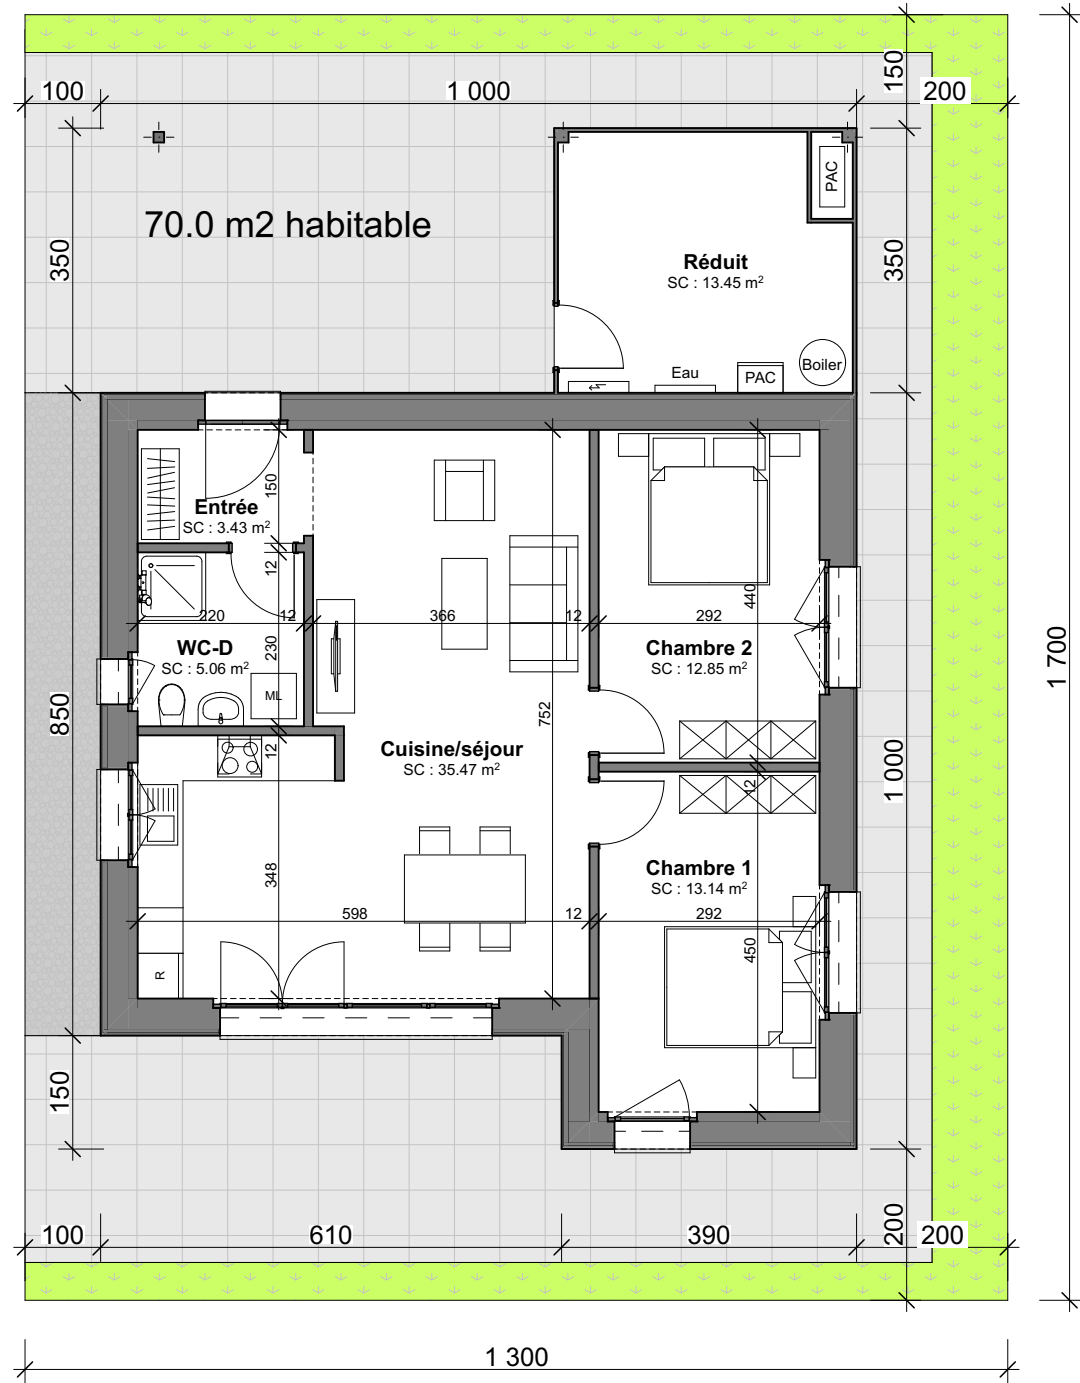 150
100
1 000
200
PAC
70.0 m2 habitable
350
Réduit
SC : 13.45 m²
350
Eau
PAC
Boiler
150
Entrée
SC : 3.43 m²
12
440
220
12
366
12
292
WC-D
SC : 5.06 m²
230
Chambre 2
SC : 12.85 m²
1 700
ML
850
752
12
Cuisine/séjour
SC : 35.47 m²
1 000
12
348
Chambre 1
SC : 13.14 m²
598
12
292
450
R
150
100
610
390
200
200
1 300